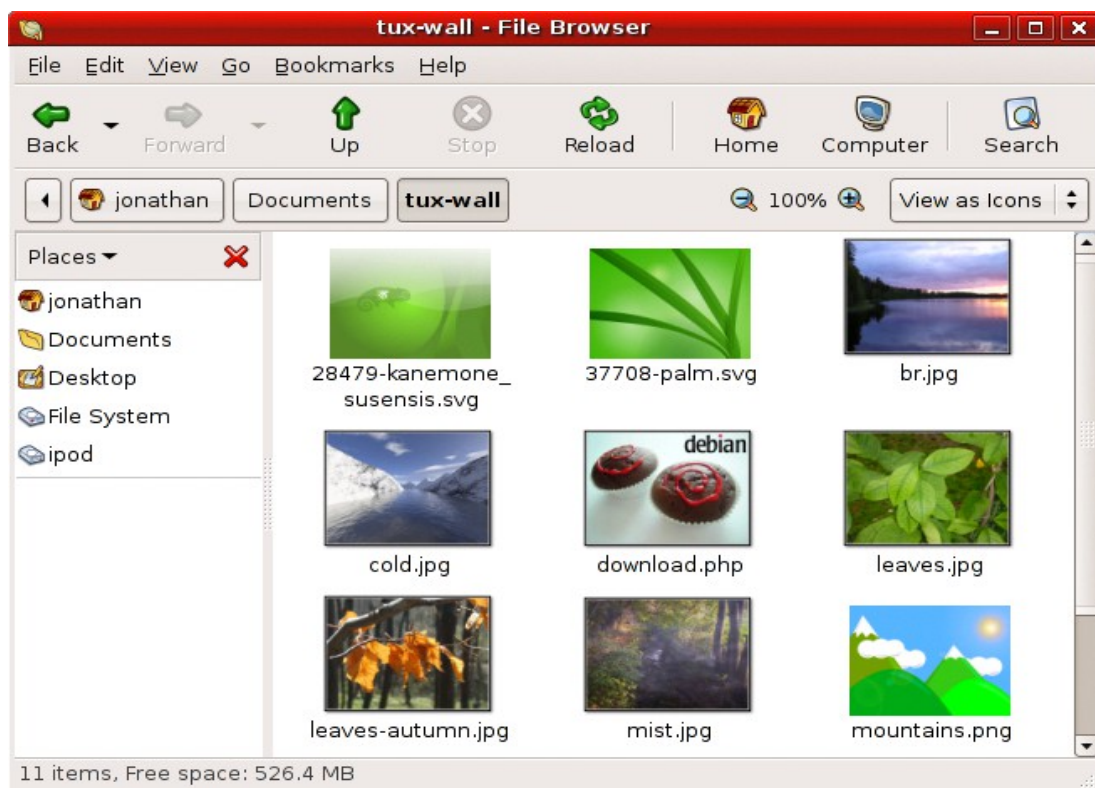 tux-wall - File Browser
File Edit View Go Bookmarks Help
Back Forward Up Stop Reload Home Computer Search
jonathan Documents tux-wall 100% View as Icons
Places
jonathan
Documents
Desktop
File System
ipod
28479-kanemone_
susensis.svg
37708-palm.svg
br.jpg
cold.jpg
debian
download.php
leaves.jpg
leaves-autumn.jpg
mist.jpg
mountains.png
11 items, Free space: 526.4 MB